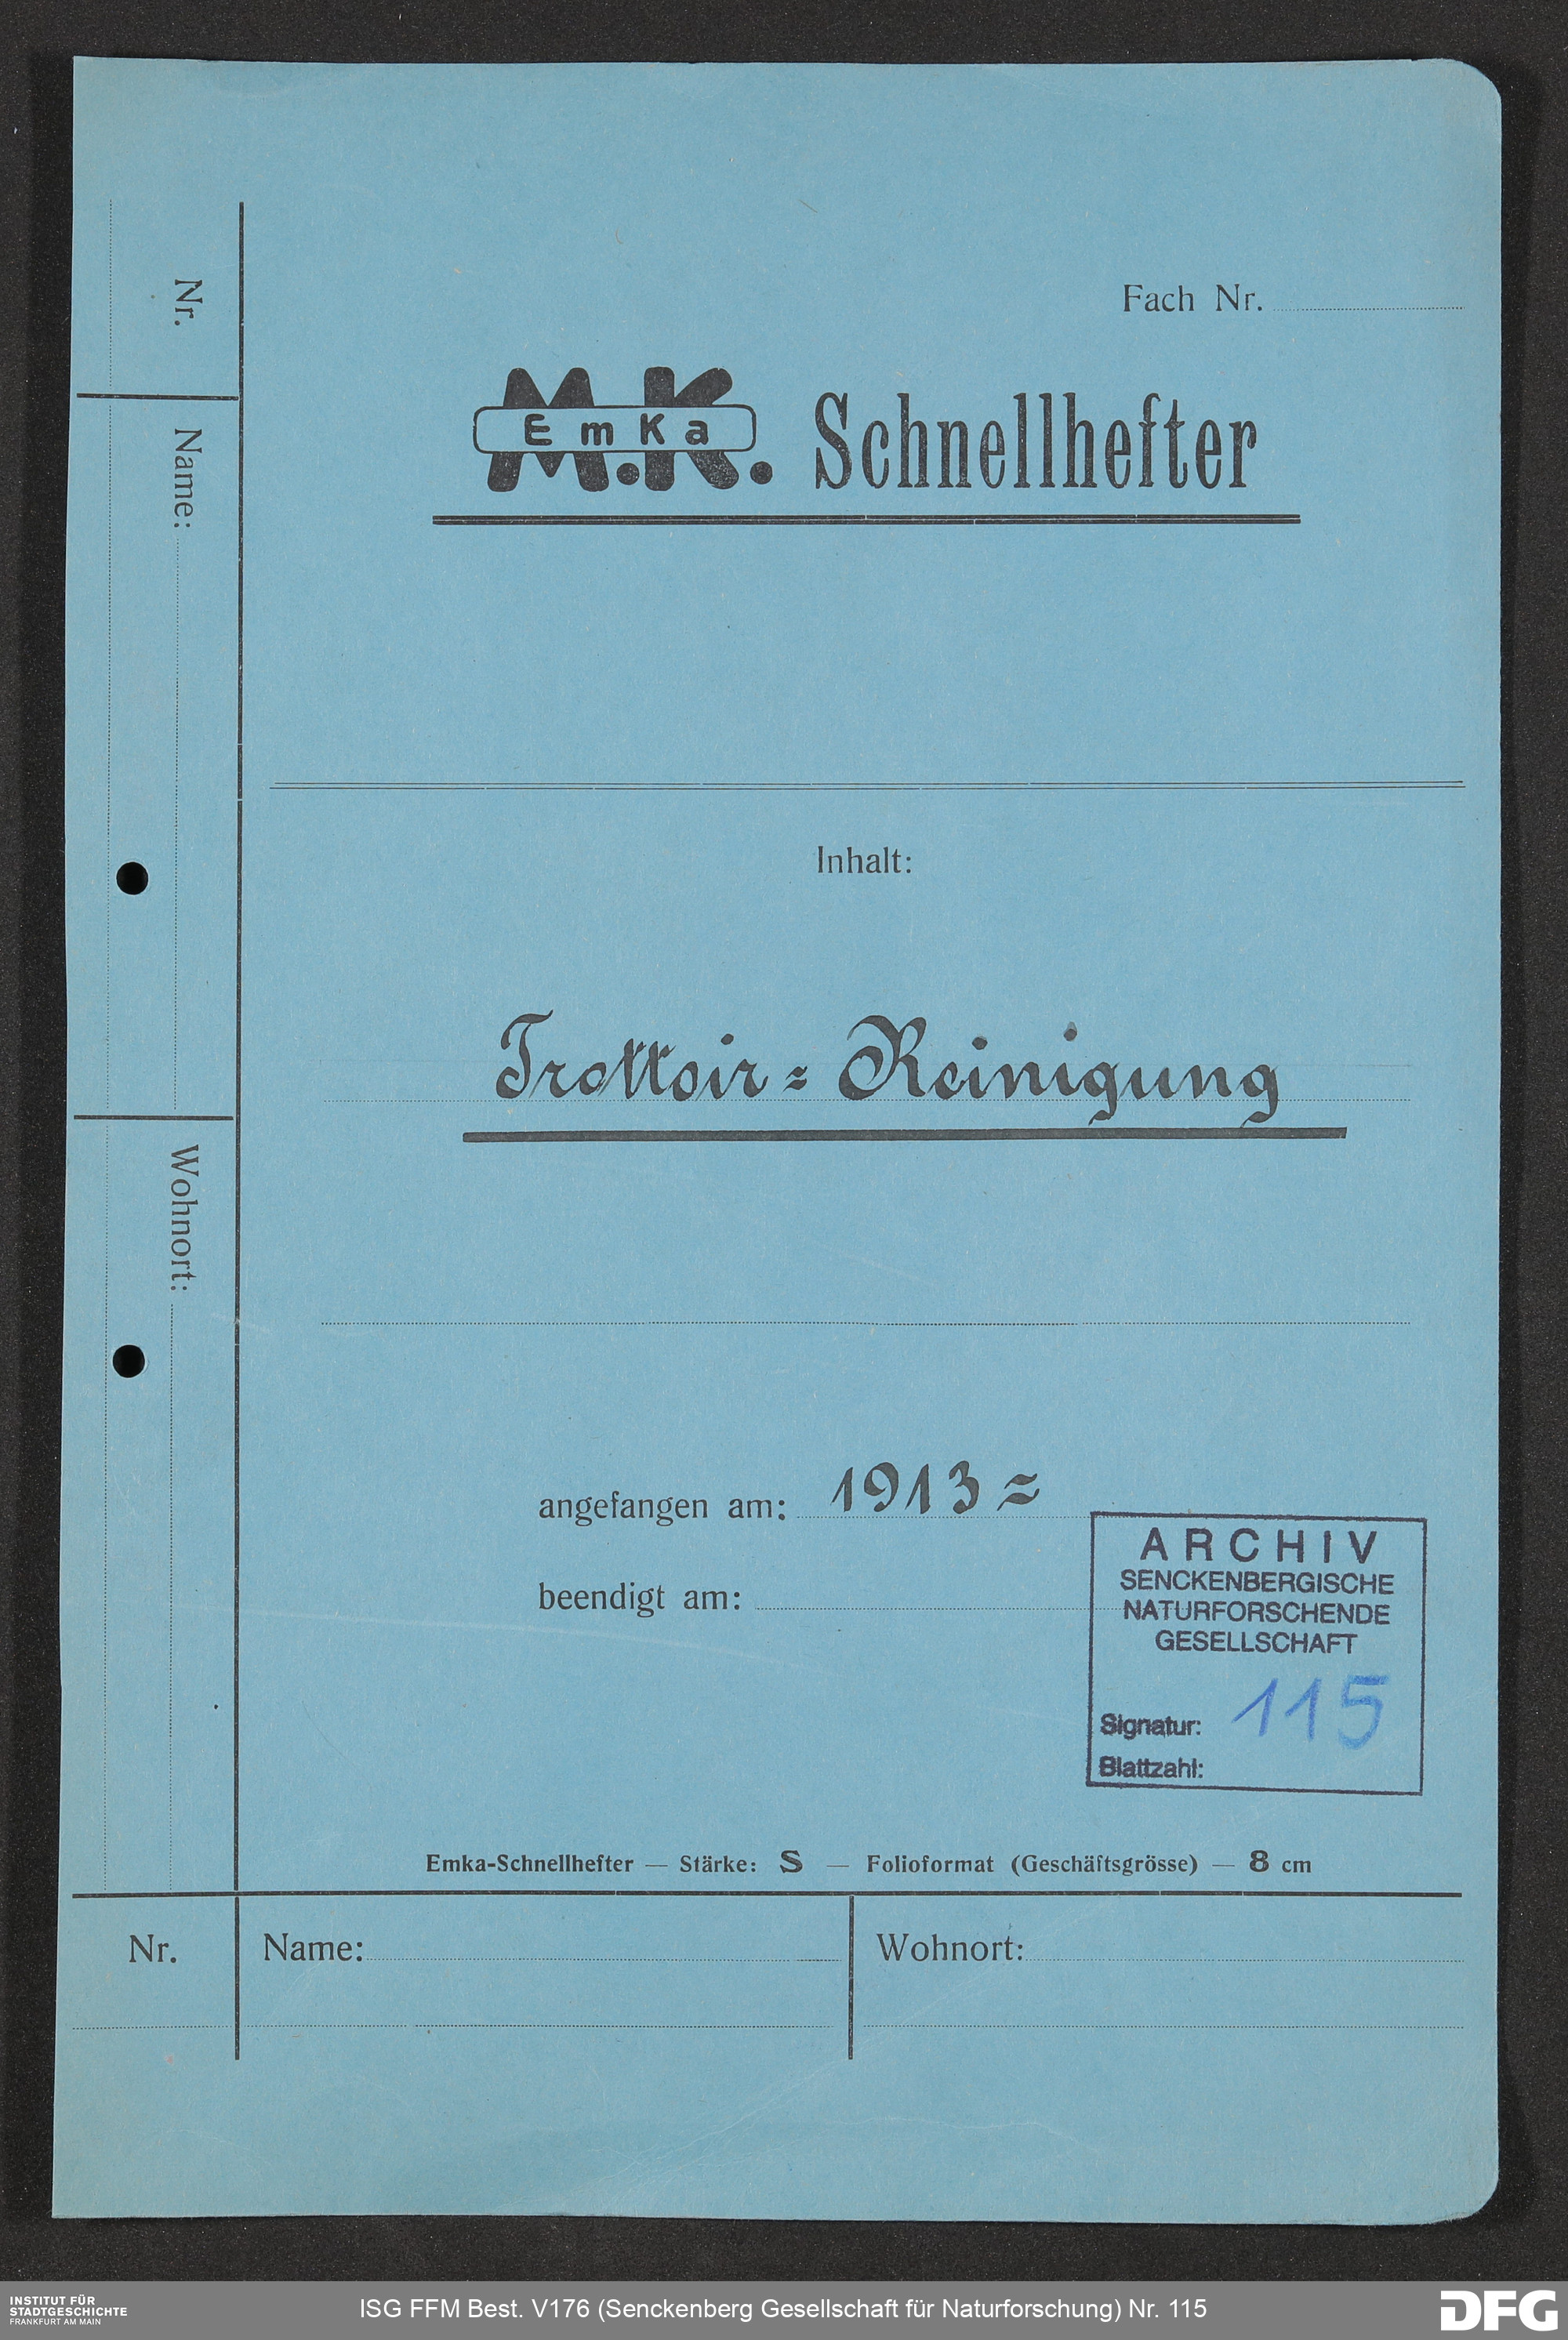 Fach Nr.
M.K. EmKa Schnellhefter
Inhalt:
Trottoir=Reinigung
angefangen am: 1913=
beendigt am:
ARCHIV
SENCKENBERGISCHE
NATURFORSCHENDE
GESELLSCHAFT
Signatur: 115
Blattzahl:
Emka-Schnellhefter — Stärke: S — Folioformat (Geschäftsgrösse) — 8 cm
Nr. Name: Wohnort:
Nr. Name: Wohnort:
INSTITUT FÜR
STADTGESCHICHTE
FRANKFURT AM MAIN
ISG FFM Best. V176 (Senckenberg Gesellschaft für Naturforschung) Nr. 115
DFG